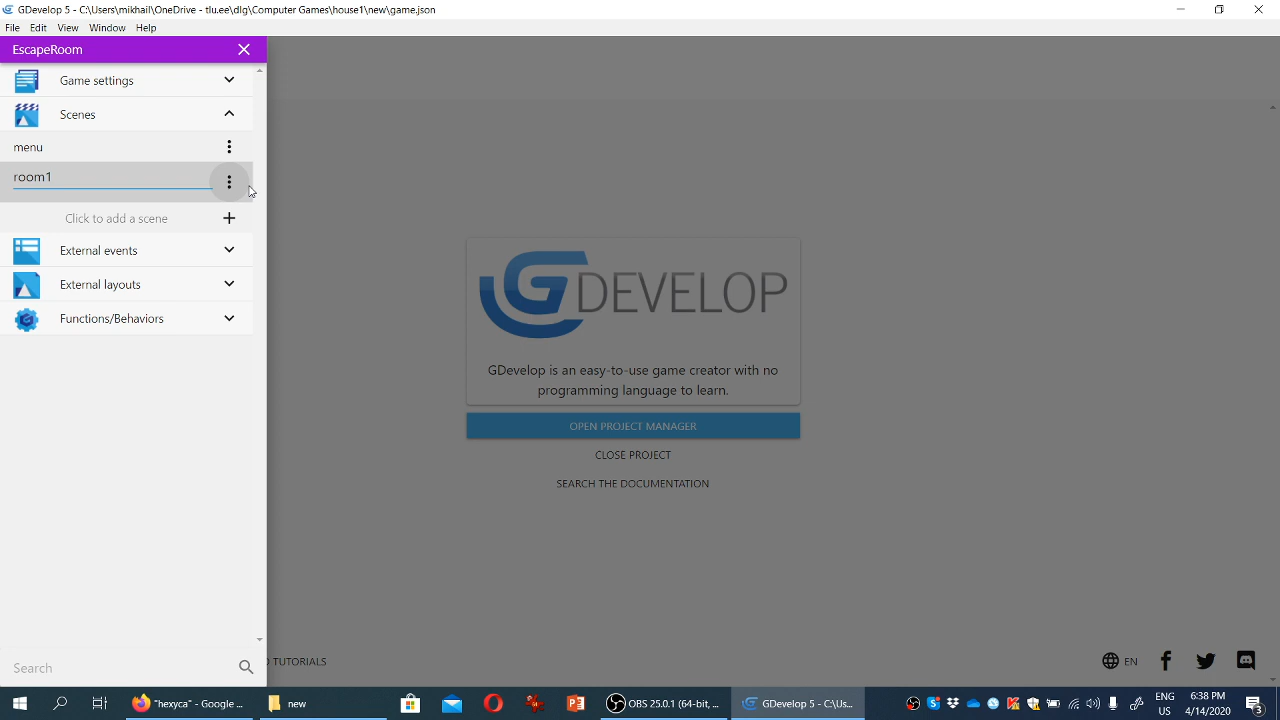 GDevelop 5 - C:\Users\mikhail\OneDrive - tlu.ee\dlg\Computer Games\house1\new\game.json
File Edit View Window Help
EscapeRoom
Game settings
Scenes
menu
room1
Click to add a scene
External events
External layouts
Functions/Behaviors
GDEVELOP
GDevelop is an easy-to-use game creator with no
programming language to learn.
OPEN PROJECT MANAGER
CLOSE PROJECT
SEARCH THE DOCUMENTATION
Search
TUTORIALS
EN
"hexyca" - Google ...
new
OBS 25.0.1 (64-bit, ...
GDevelop 5 - C:\Us...
ENG
US
6:38 PM
4/14/2020
3